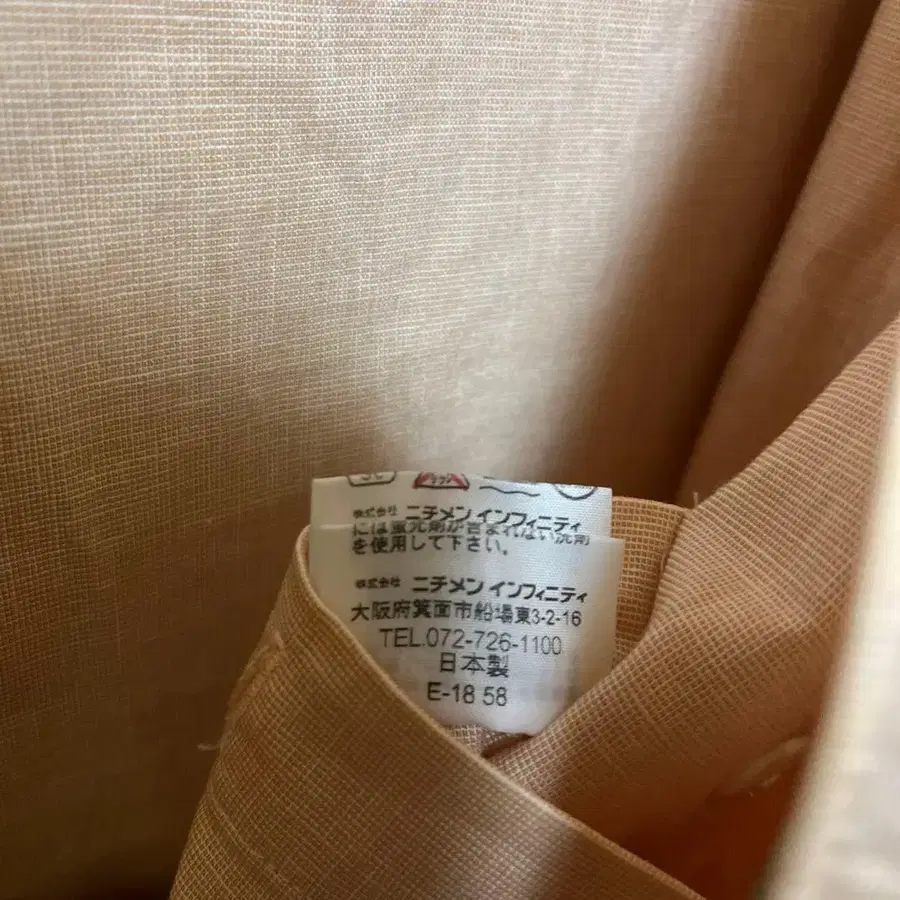 株式会社 ニチメン インフィニティ
には蛍光剤が含まれない洗剤
を使用して下さい。
株式会社 ニチメン インフィニティ
大阪府箕面市船場東3-2-16
TEL.072-726-1100
日本製
E-18 58